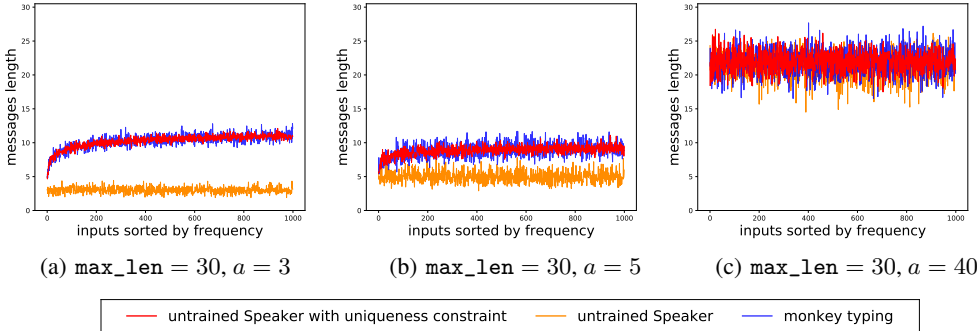 30
25
20
15
10
5
0
messages length
0 200 400 600 800 1000
inputs sorted by frequency
(a) max_len = 30, a = 3
30
25
20
15
10
5
0
messages length
0 200 400 600 800 1000
inputs sorted by frequency
(b) max_len = 30, a = 5
30
25
20
15
10
5
0
messages length
0 200 400 600 800 1000
inputs sorted by frequency
(c) max_len = 30, a = 40
untrained Speaker with uniqueness constraint untrained Speaker monkey typing